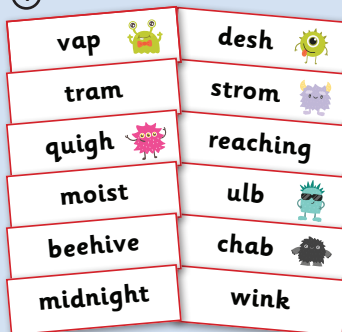 vap
tram
quigh
moist
beehive
midnight
desh
strom
reaching
ulb
chab
wink